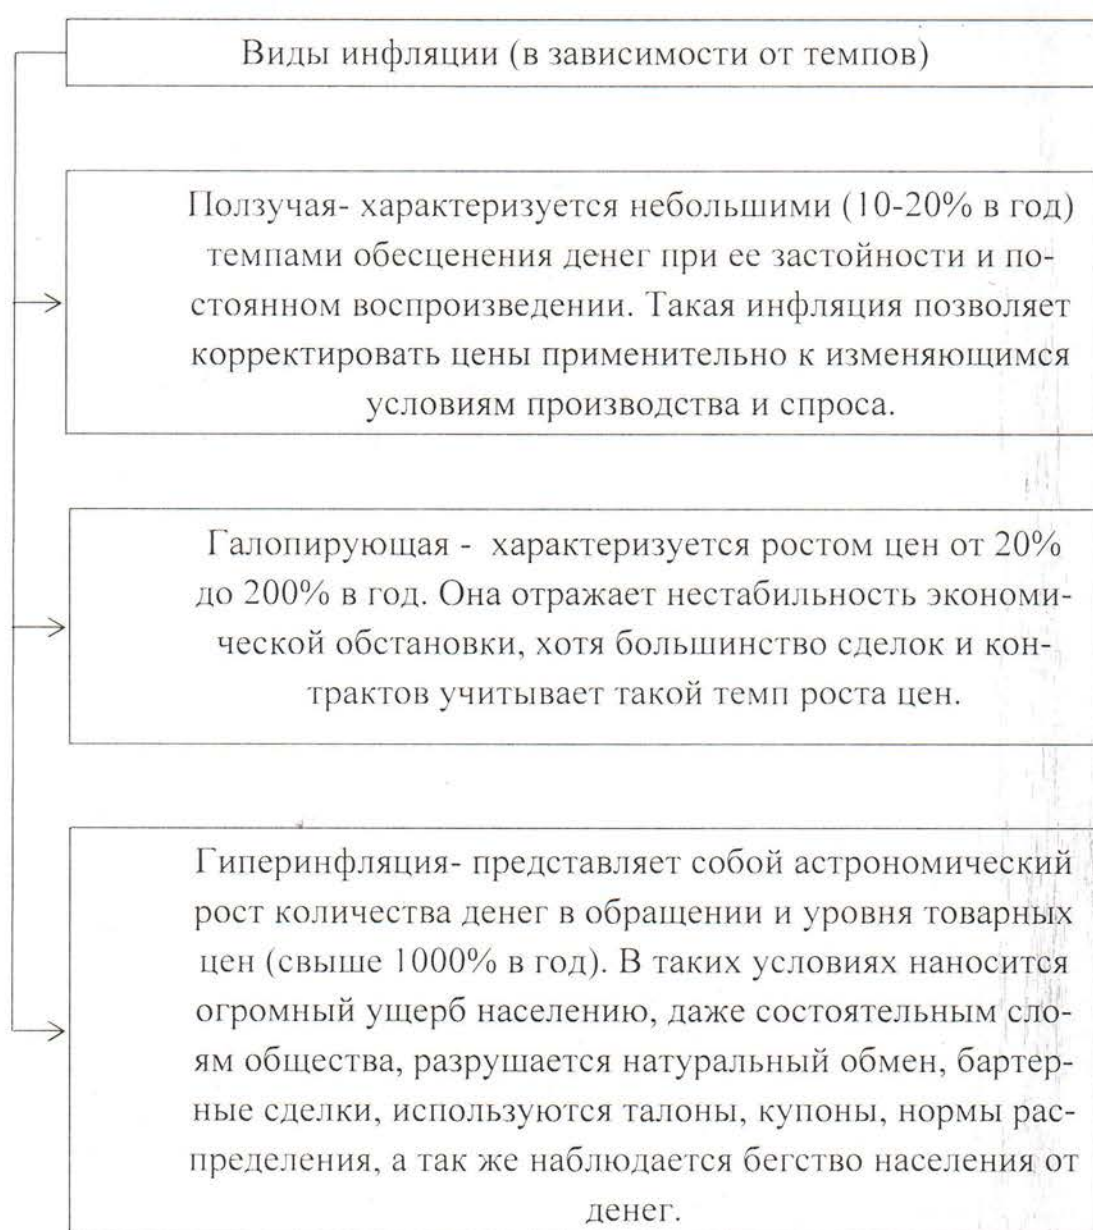 Виды инфляции (в зависимости от темпов)
Ползучая- характеризуется небольшими (10-20% в год)
темпами обесценения денег при ее застойности и по-
стоянном воспроизведении. Такая инфляция позволяет
корректировать цены применительно к изменяющимся
условиям производства и спроса.
Галопирующая - характеризуется ростом цен от 20%
до 200% в год. Она отражает нестабильность экономи-
ческой обстановки, хотя большинство сделок и кон-
трактов учитывает такой темп роста цен.
Гиперинфляция- представляет собой астрономический
рост количества денег в обращении и уровня товарных
цен (свыше 1000% в год). В таких условиях наносится
огромный ущерб населению, даже состоятельным сло-
ям общества, разрушается натуральный обмен, бартер-
ные сделки, используются талоны, купоны, нормы рас-
пределения, а так же наблюдается бегство населения от
денег.